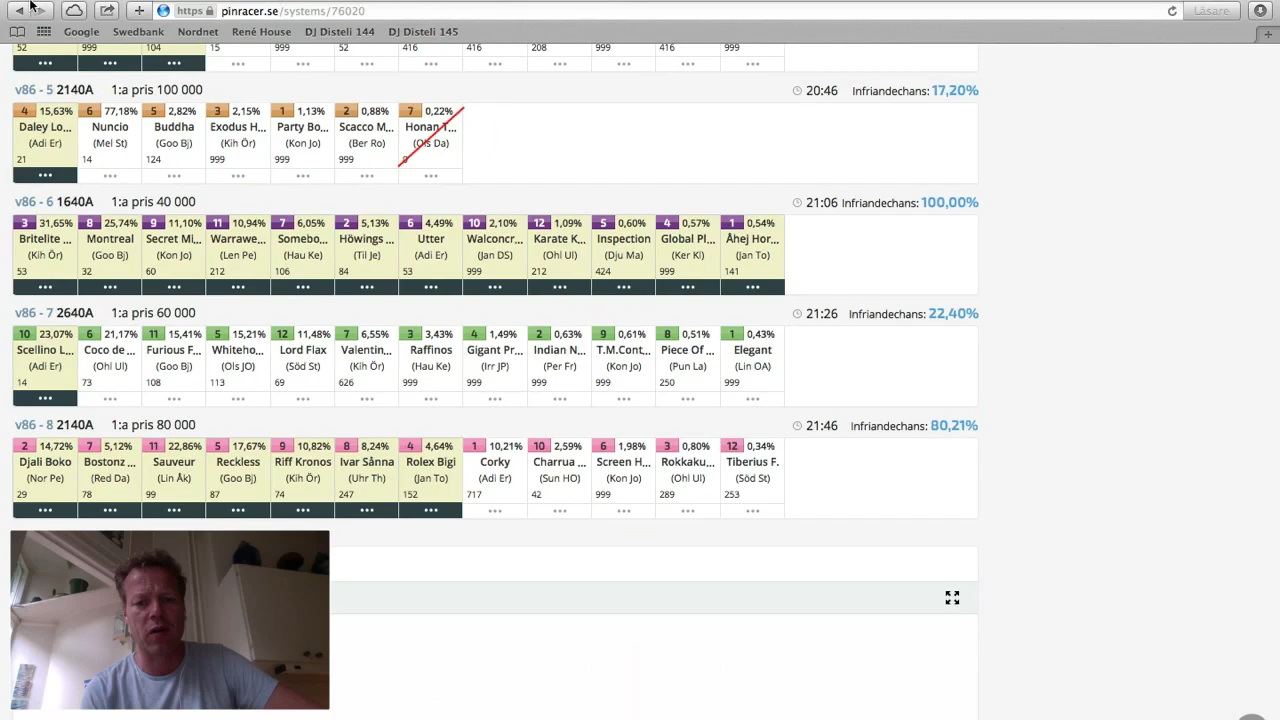 https pinracer.se/systems/76020 Läsare
Google Swedbank Nordnet René House DJ Disteli 144 DJ Disteli 145
52 999 104 15 999 52 416 416 208 416 999
v86 - 5 2140A 1:a pris 100 000 20:46 Infriandechans: 17,20%
4 15,63% 6 77,18% 5 2,82% 3 2,15% 1 1,13% 2 0,88% 7 0,22%
Daley Lo... Nuncio Buddha Exodus H... Party Bo... Scacco M... Honan T...
(Adi Er) (Mel St) (Goo Bj) (Kih Ör) (Kon Jo) (Ber Ro) (Ols Da)
21 14 124 999 999 999 0
v86 - 6 1640A 1:a pris 40 000 21:06 Infriandechans: 100,00%
3 31,65% 8 25,74% 9 11,10% 11 10,94% 7 6,05% 2 5,13% 6 4,49% 10 2,10% 12 1,09% 5 0,60% 4 0,57% 1 0,54%
Britelite ... Montreal Secret Mi... Warrawe... Somebo... Höwings ... Utter Walconcr... Karate K... Inspection Global Pl... Åhej Hor...
(Kih Ör) (Goo Bj) (Kon Jo) (Len Pe) (Hau Ke) (Til Je) (Adi Er) (Jan DS) (Ohl Ul) (Dju Ma) (Ker Kl) (Jan To)
53 32 60 212 106 84 53 999 212 424 999 141
v86 - 7 2640A 1:a pris 60 000 21:26 Infriandechans: 22,40%
10 23,07% 6 21,17% 11 15,41% 5 15,21% 12 11,48% 7 6,55% 3 3,43% 4 1,49% 2 0,63% 9 0,61% 8 0,51% 1 0,43%
Scellino L... Coco de ... Furious F... Whiteho... Lord Flax Valentin... Raffinos Gigant Pr... Indian N... T.M.Cont... Piece Of ... Elegant
(Adi Er) (Ohl Ul) (Goo Bj) (Ols JO) (Söd St) (Kih Ör) (Hau Ke) (Irr JP) (Per Fr) (Kon Jo) (Pun La) (Lin OA)
14 73 108 113 69 626 999 999 999 999 250 999
v86 - 8 2140A 1:a pris 80 000 21:46 Infriandechans: 80,21%
2 14,72% 7 5,12% 11 22,86% 5 17,67% 9 10,82% 8 8,24% 4 4,64% 1 10,21% 10 2,59% 6 1,98% 3 0,80% 12 0,34%
Djali Boko Bostonz ... Sauveur Reckless Riff Kronos Ivar Sånna Rolex Bigi Corky Charrua ... Screen H... Rokkaku... Tiberius F.
(Nor Pe) (Red Da) (Lin Åk) (Goo Bj) (Kih Ör) (Uhr Th) (Jan To) (Adi Er) (Sun HO) (Kon Jo) (Ohl Ul) (Söd St)
29 78 99 87 74 247 152 717 42 999 289 253